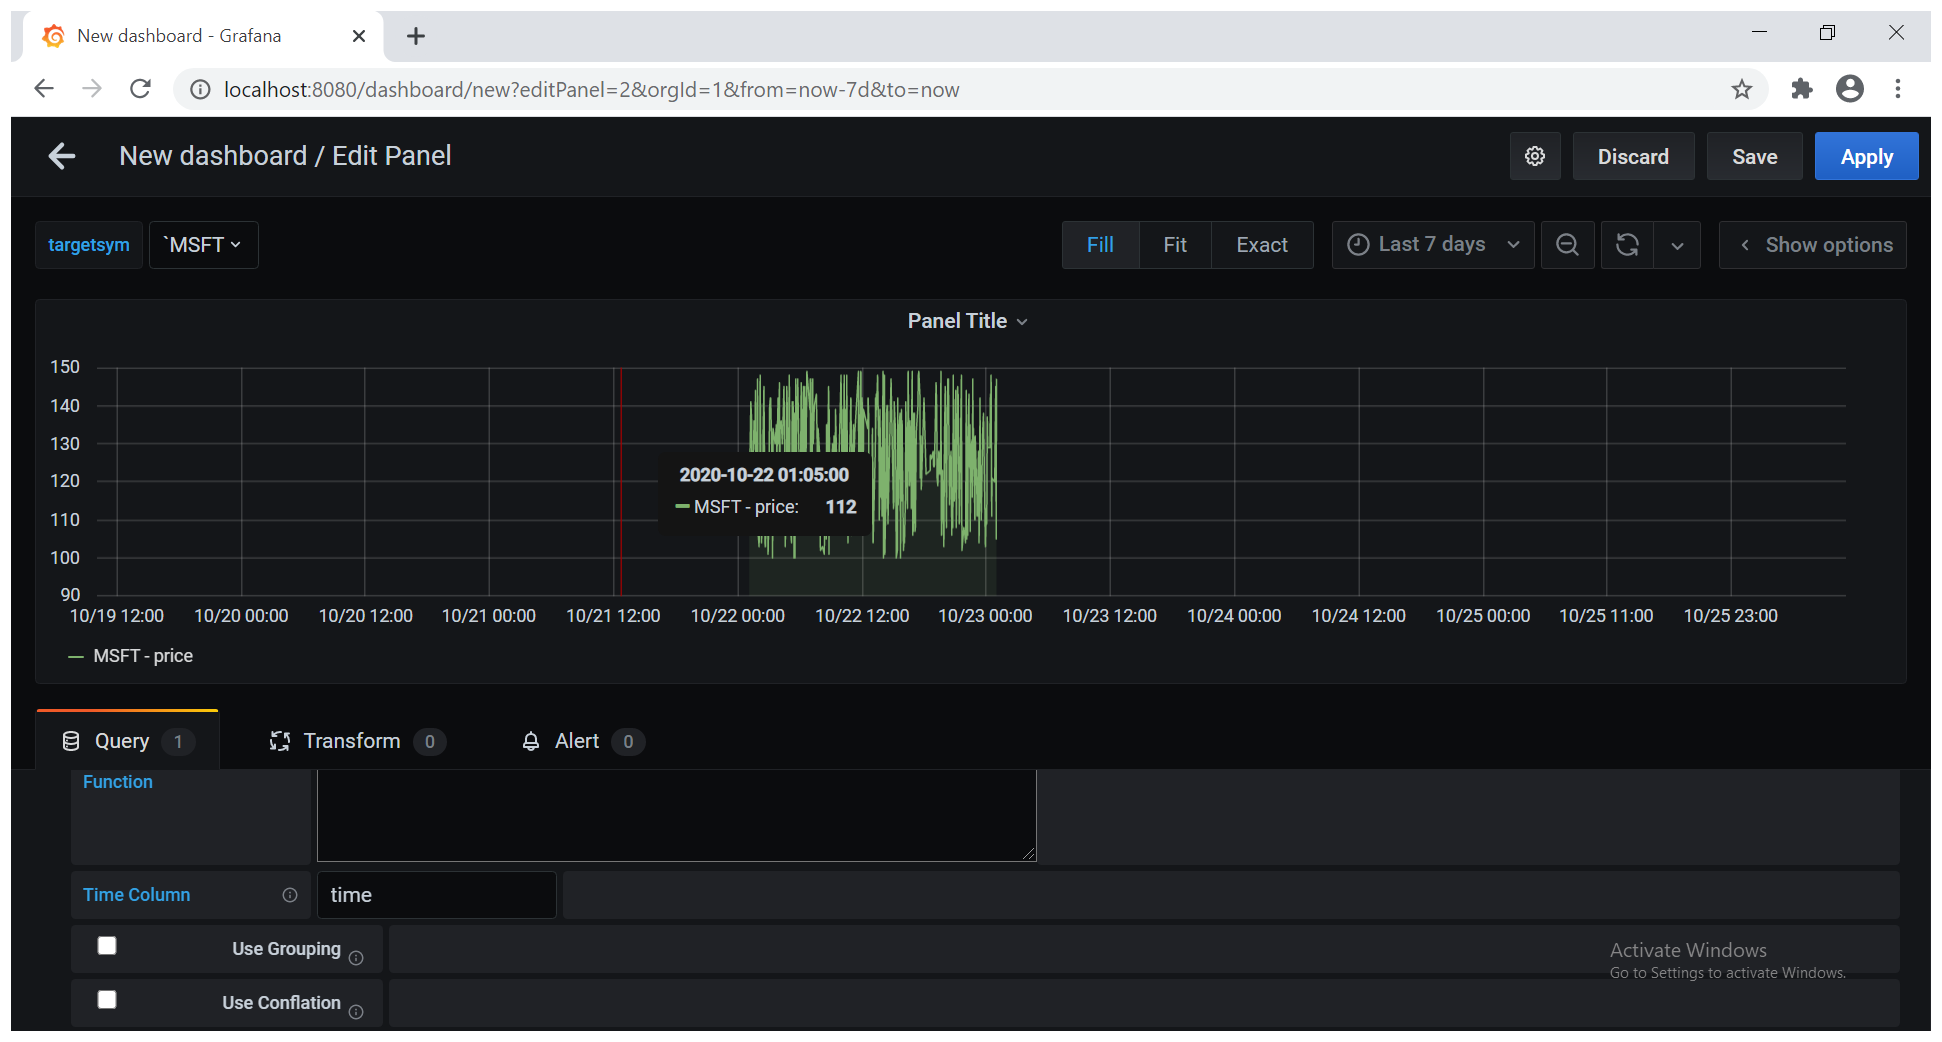 New dashboard - Grafana
localhost:8080/dashboard/new?editPanel=2&orgId=1&from=now-7d&to=now
New dashboard / Edit Panel
Discard
Save
Apply
targetsym
`MSFT
Fill
Fit
Exact
Last 7 days
Show options
Panel Title
150
140
130
120
110
100
90
2020-10-22 01:05:00
MSFT - price: 112
10/19 12:00
10/20 00:00
10/20 12:00
10/21 00:00
10/21 12:00
10/22 00:00
10/22 12:00
10/23 00:00
10/23 12:00
10/24 00:00
10/24 12:00
10/25 00:00
10/25 11:00
10/25 23:00
MSFT - price
Query 1
Transform 0
Alert 0
Function
Time Column
time
Use Grouping
Use Conflation
Activate Windows
Go to Settings to activate Windows.